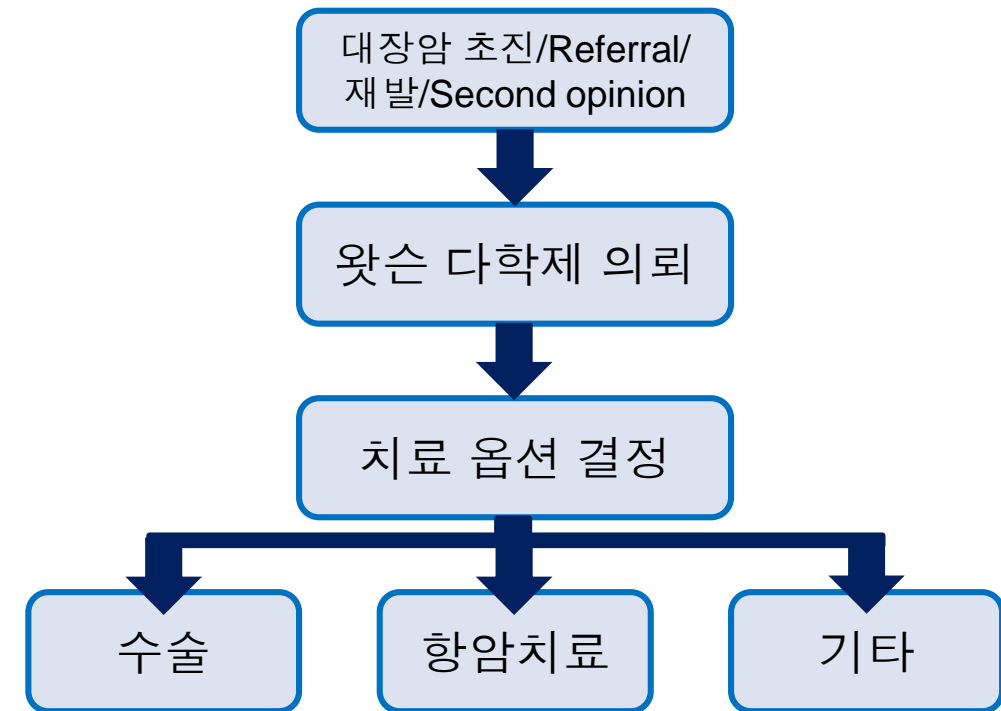 대장암 초진/Referral/
재발/Second opinion
왓슨 다학제 의뢰
치료 옵션 결정
수술
항암치료
기타